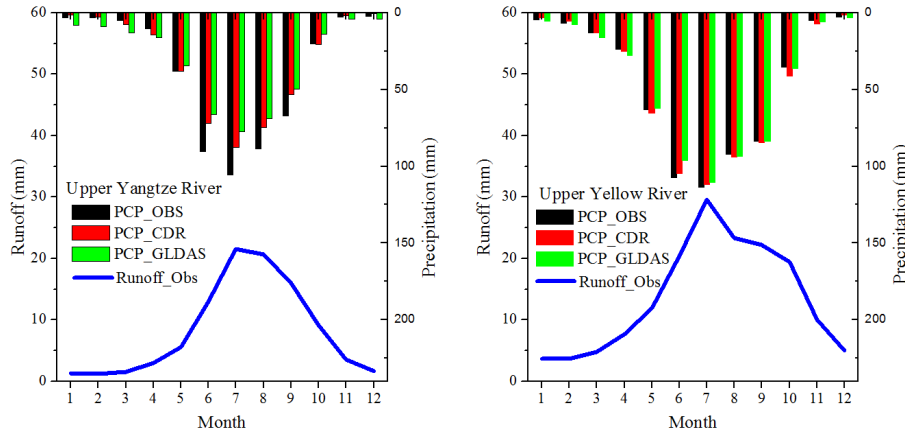 60
50
40
30
20
10
0
Runoff (mm)
0
50
100
150
200
Precipitation (mm)
Upper Yangtze River
PCP_OBS
PCP_CDR
PCP_GLDAS
Runoff_Obs
1 2 3 4 5 6 7 8 9 10 11 12
Month
60
50
40
30
20
10
0
Runoff (mm)
0
50
100
150
200
Precipitation (mm)
Upper Yellow River
PCP_OBS
PCP_CDR
PCP_GLDAS
Runoff_Obs
1 2 3 4 5 6 7 8 9 10 11 12
Month